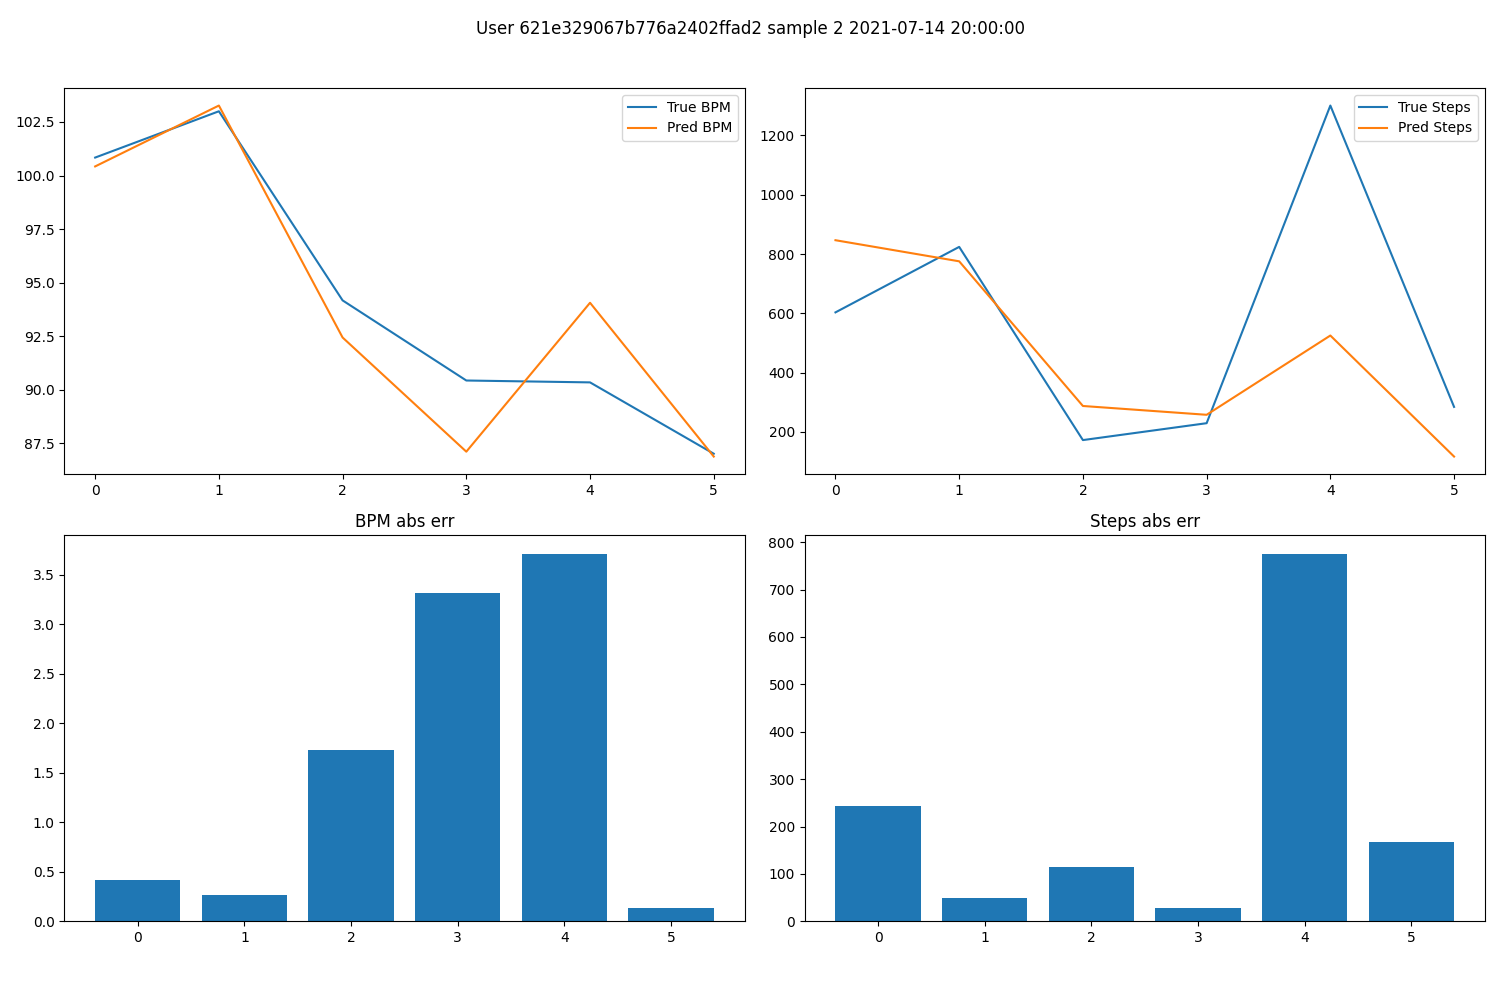 User 621e329067b776a2402ffad2 sample 2 2021-07-14 20:00:00
True BPM
Pred BPM
102.5
100.0
97.5
95.0
92.5
90.0
87.5
0 1 2 3 4 5
True Steps
Pred Steps
1200
1000
800
600
400
200
0 1 2 3 4 5
BPM abs err
3.5
3.0
2.5
2.0
1.5
1.0
0.5
0.0
0 1 2 3 4 5
Steps abs err
800
700
600
500
400
300
200
100
0
0 1 2 3 4 5